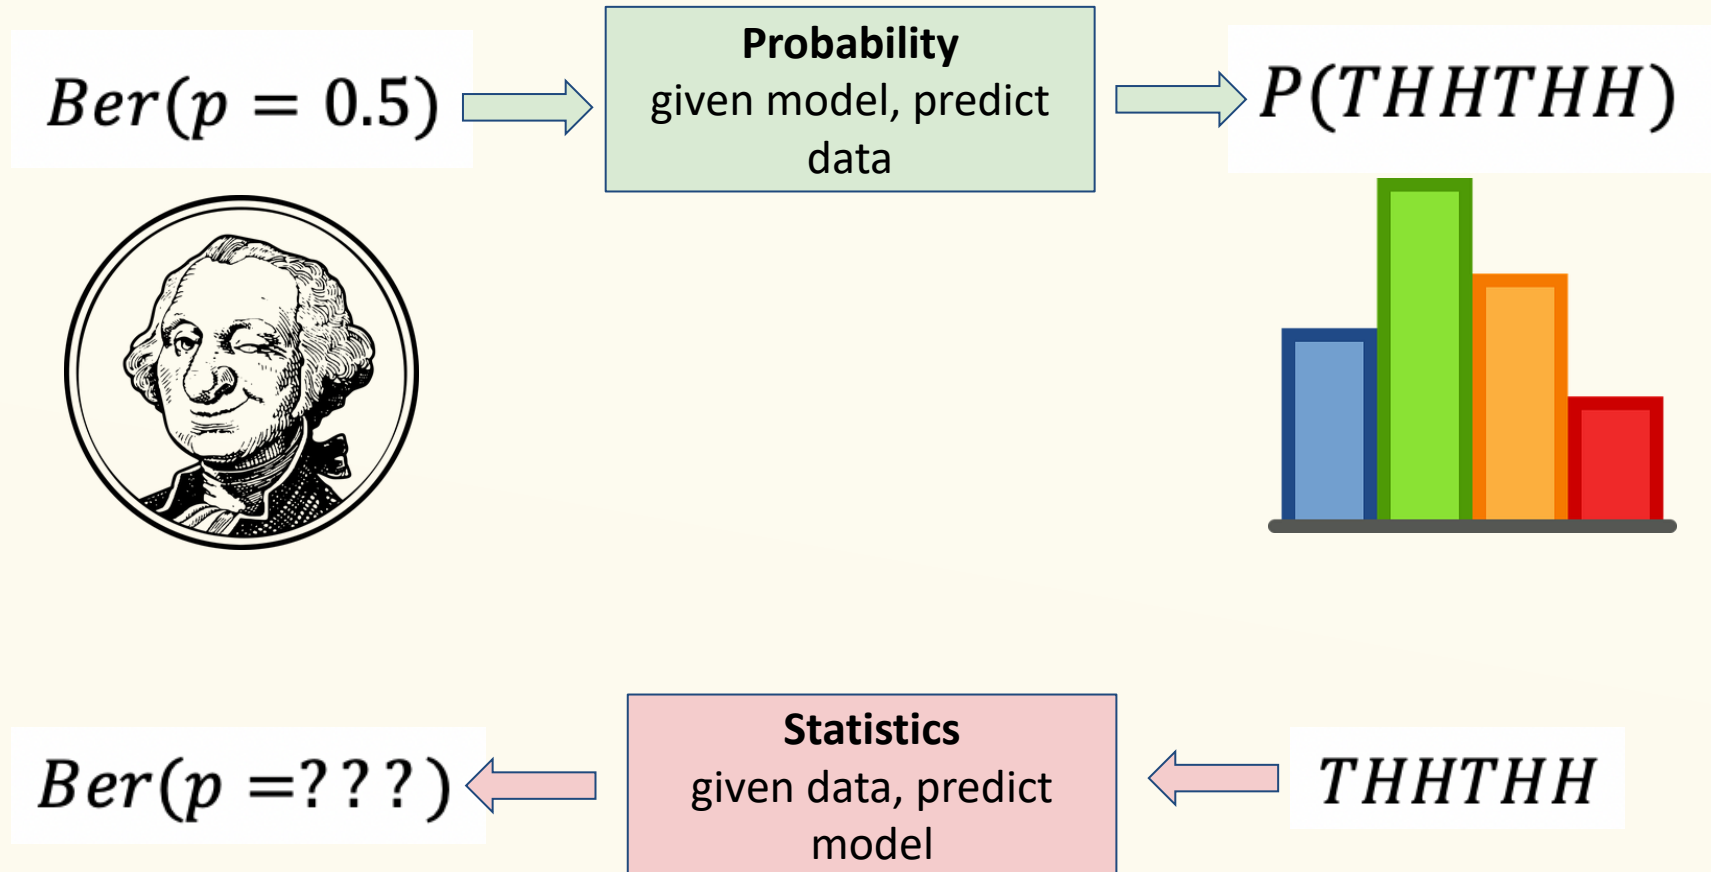 Ber(p = 0.5)
Probability
given model, predict
data
P(THHTHH)
Ber(p =???)
Statistics
given data, predict
model
THHTHH